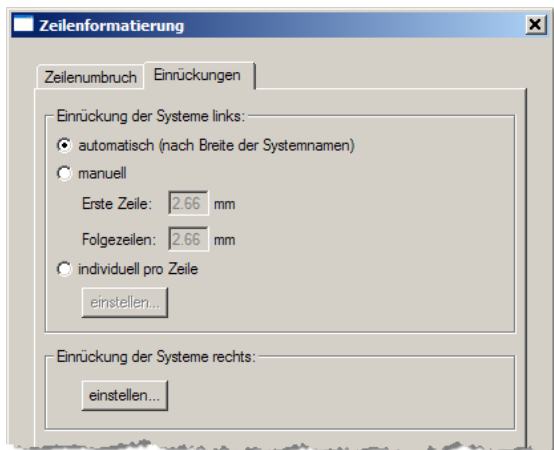 Zeilenformatierung
Zeilenumbruch Einrückungen
Einrückung der Systeme links:
automatisch (nach Breite der Systemnamen)
manuell
Erste Zeile: 2.66 mm
Folgezeilen: 2.66 mm
individuell pro Zeile
einstellen...
Einrückung der Systeme rechts:
einstellen...